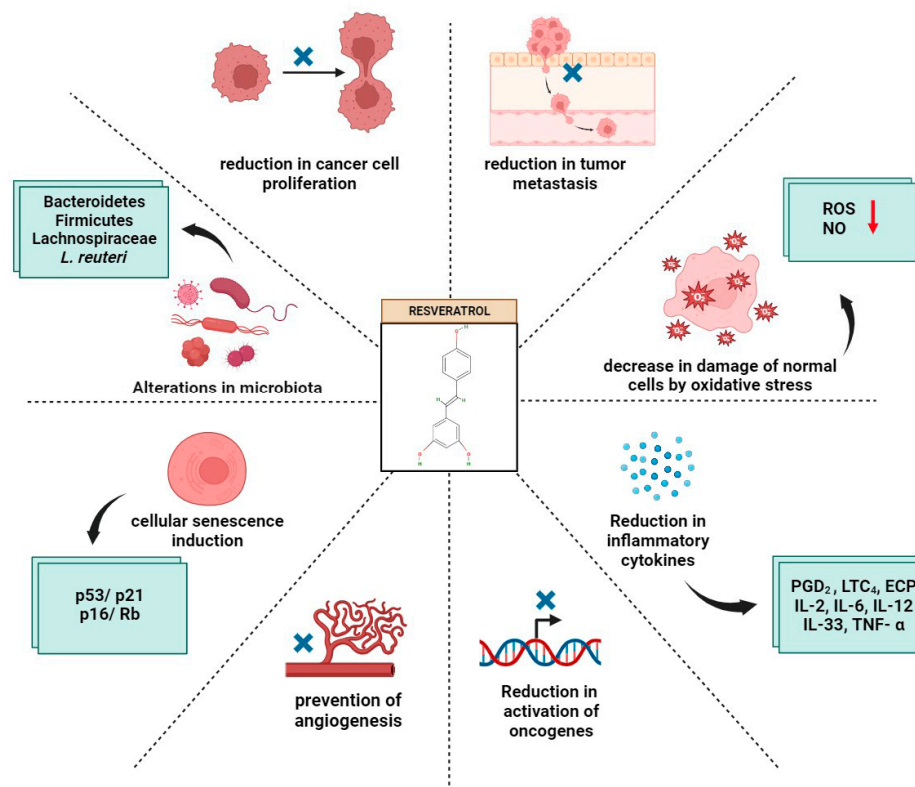 reduction in cancer cell
proliferation
reduction in tumor
metastasis
Bacteroidetes
Firmicutes
Lachnospiraceae
L. reuteri
Alterations in microbiota
ROS
NO
O₂
decrease in damage of normal
cells by oxidative stress
RESVERATROL
O H
H
H
O
O
H
H
cellular senescence
induction
p53/ p21
p16/ Rb
Reduction in
inflammatory
cytokines
PGD₂ , LTC₄, ECP
IL-2, IL-6, IL-12
IL-33, TNF- α
prevention of
angiogenesis
Reduction in
activation of
oncogenes